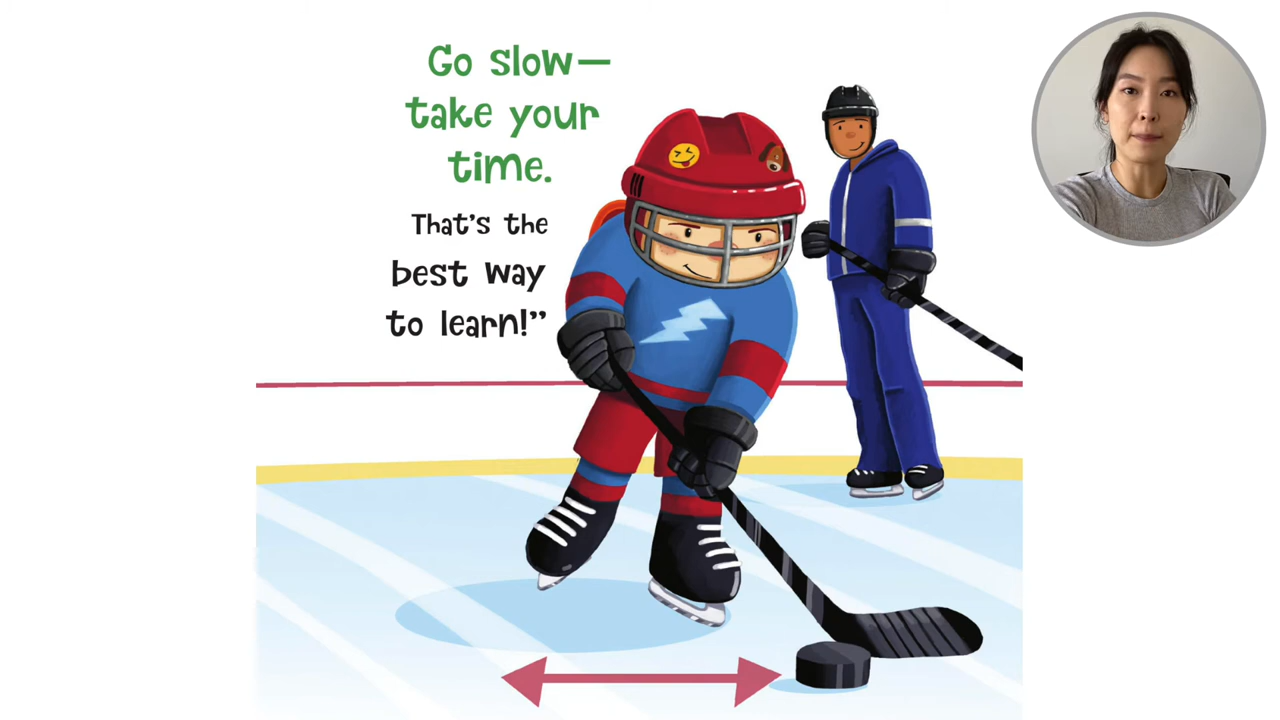 Go slow—
take your
time.
That's the
best way
to learn!”